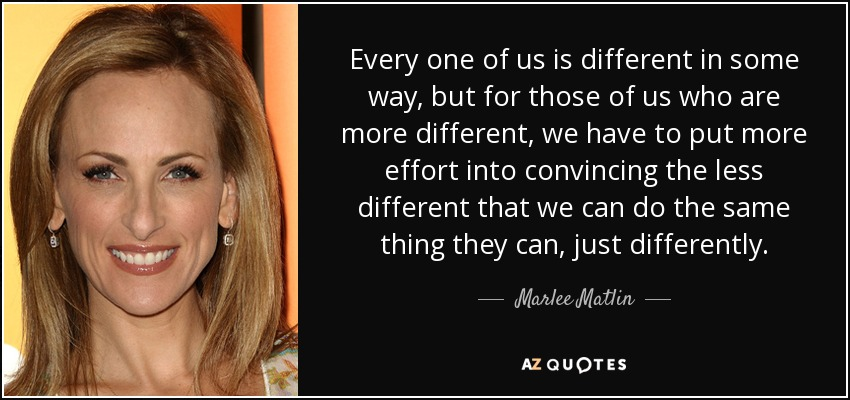 Every one of us is different in some
way, but for those of us who are
more different, we have to put more
effort into convincing the less
different that we can do the same
thing they can, just differently.
Marlee Matlin
AZ QUOTES